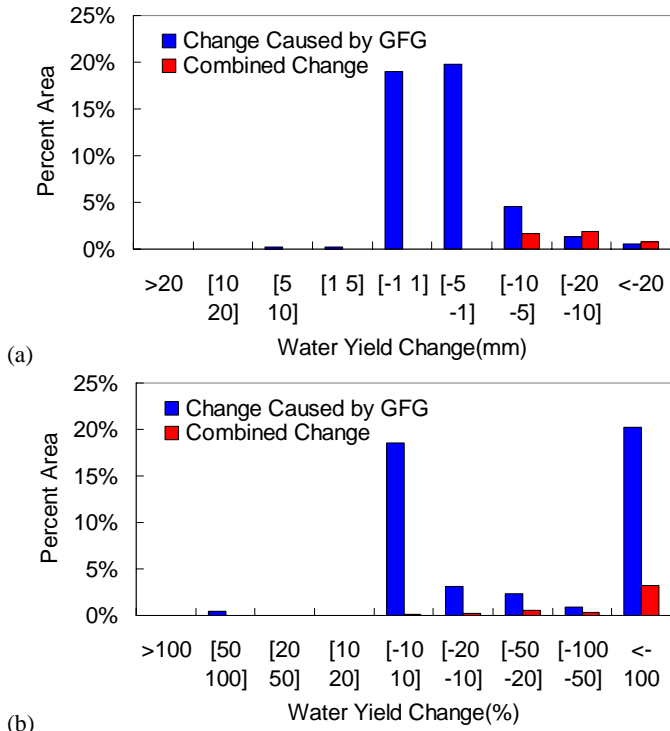 25%
20%
15%
10%
5%
0%
Percent Area
Change Caused by GFG
Combined Change
>20 [10 [5 [1 5] [-1 1] [-5 [-10 [-20 <-20
20] 10] -1] -5] -10]
Water Yield Change(mm)
(a)
25%
20%
15%
10%
5%
0%
Percent Area
Change Caused by GFG
Combined Change
>100 [50 [20 [10 [-10 [-20 [-50 [-100 <-
100] 50] 20] 10] -10] -20] -50] 100
Water Yield Change(%)
(b)